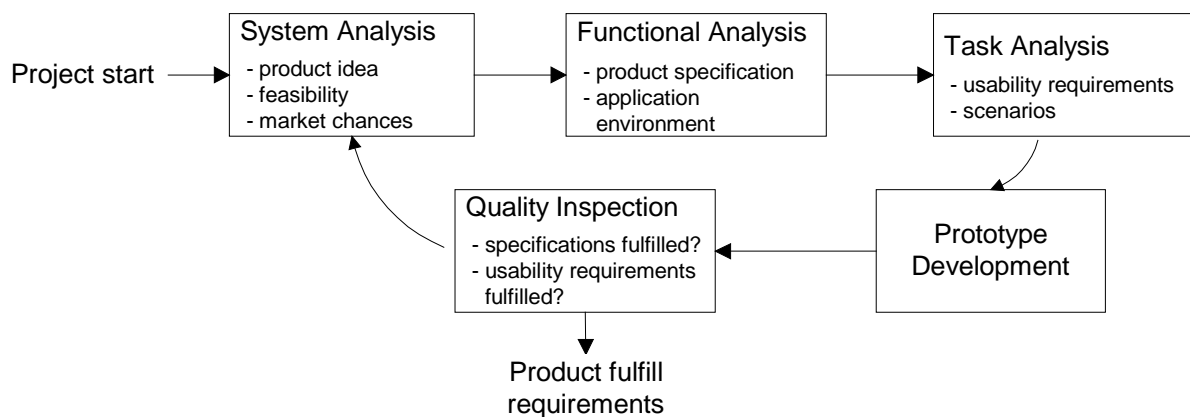 Project start
System Analysis
- product idea
- feasibility
- market chances
Functional Analysis
- product specification
- application
environment
Task Analysis
- usability requirements
- scenarios
Quality Inspection
- specifications fulfilled?
- usability requirements
fulfilled?
Prototype
Development
Product fulfill
requirements